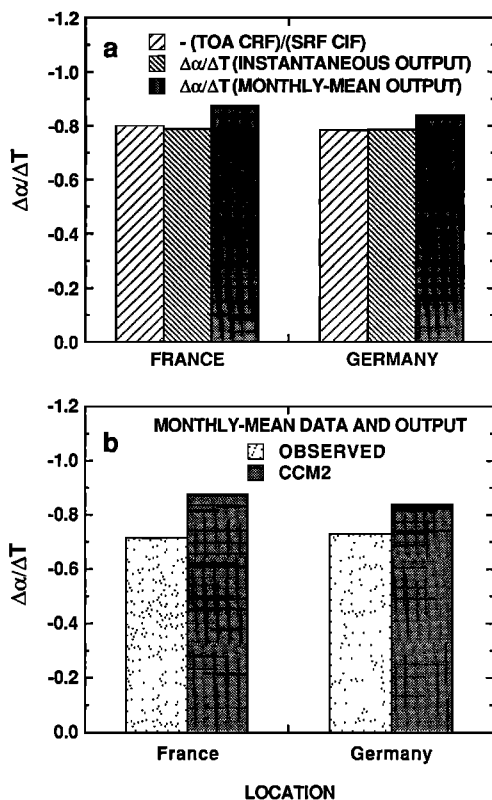 -1.2
a
- (TOA CRF)/(SRF CIF)
Δα/ΔT (INSTANTANEOUS OUTPUT)
Δα/ΔT (MONTHLY-MEAN OUTPUT)
-1.0
-0.8
-0.6
-0.4
-0.2
0.0
Δα/ΔT
FRANCE
GERMANY
-1.2
b
MONTHLY-MEAN DATA AND OUTPUT
OBSERVED
CCM2
-1.0
-0.8
-0.6
-0.4
-0.2
0.0
Δα/ΔT
France
Germany
LOCATION